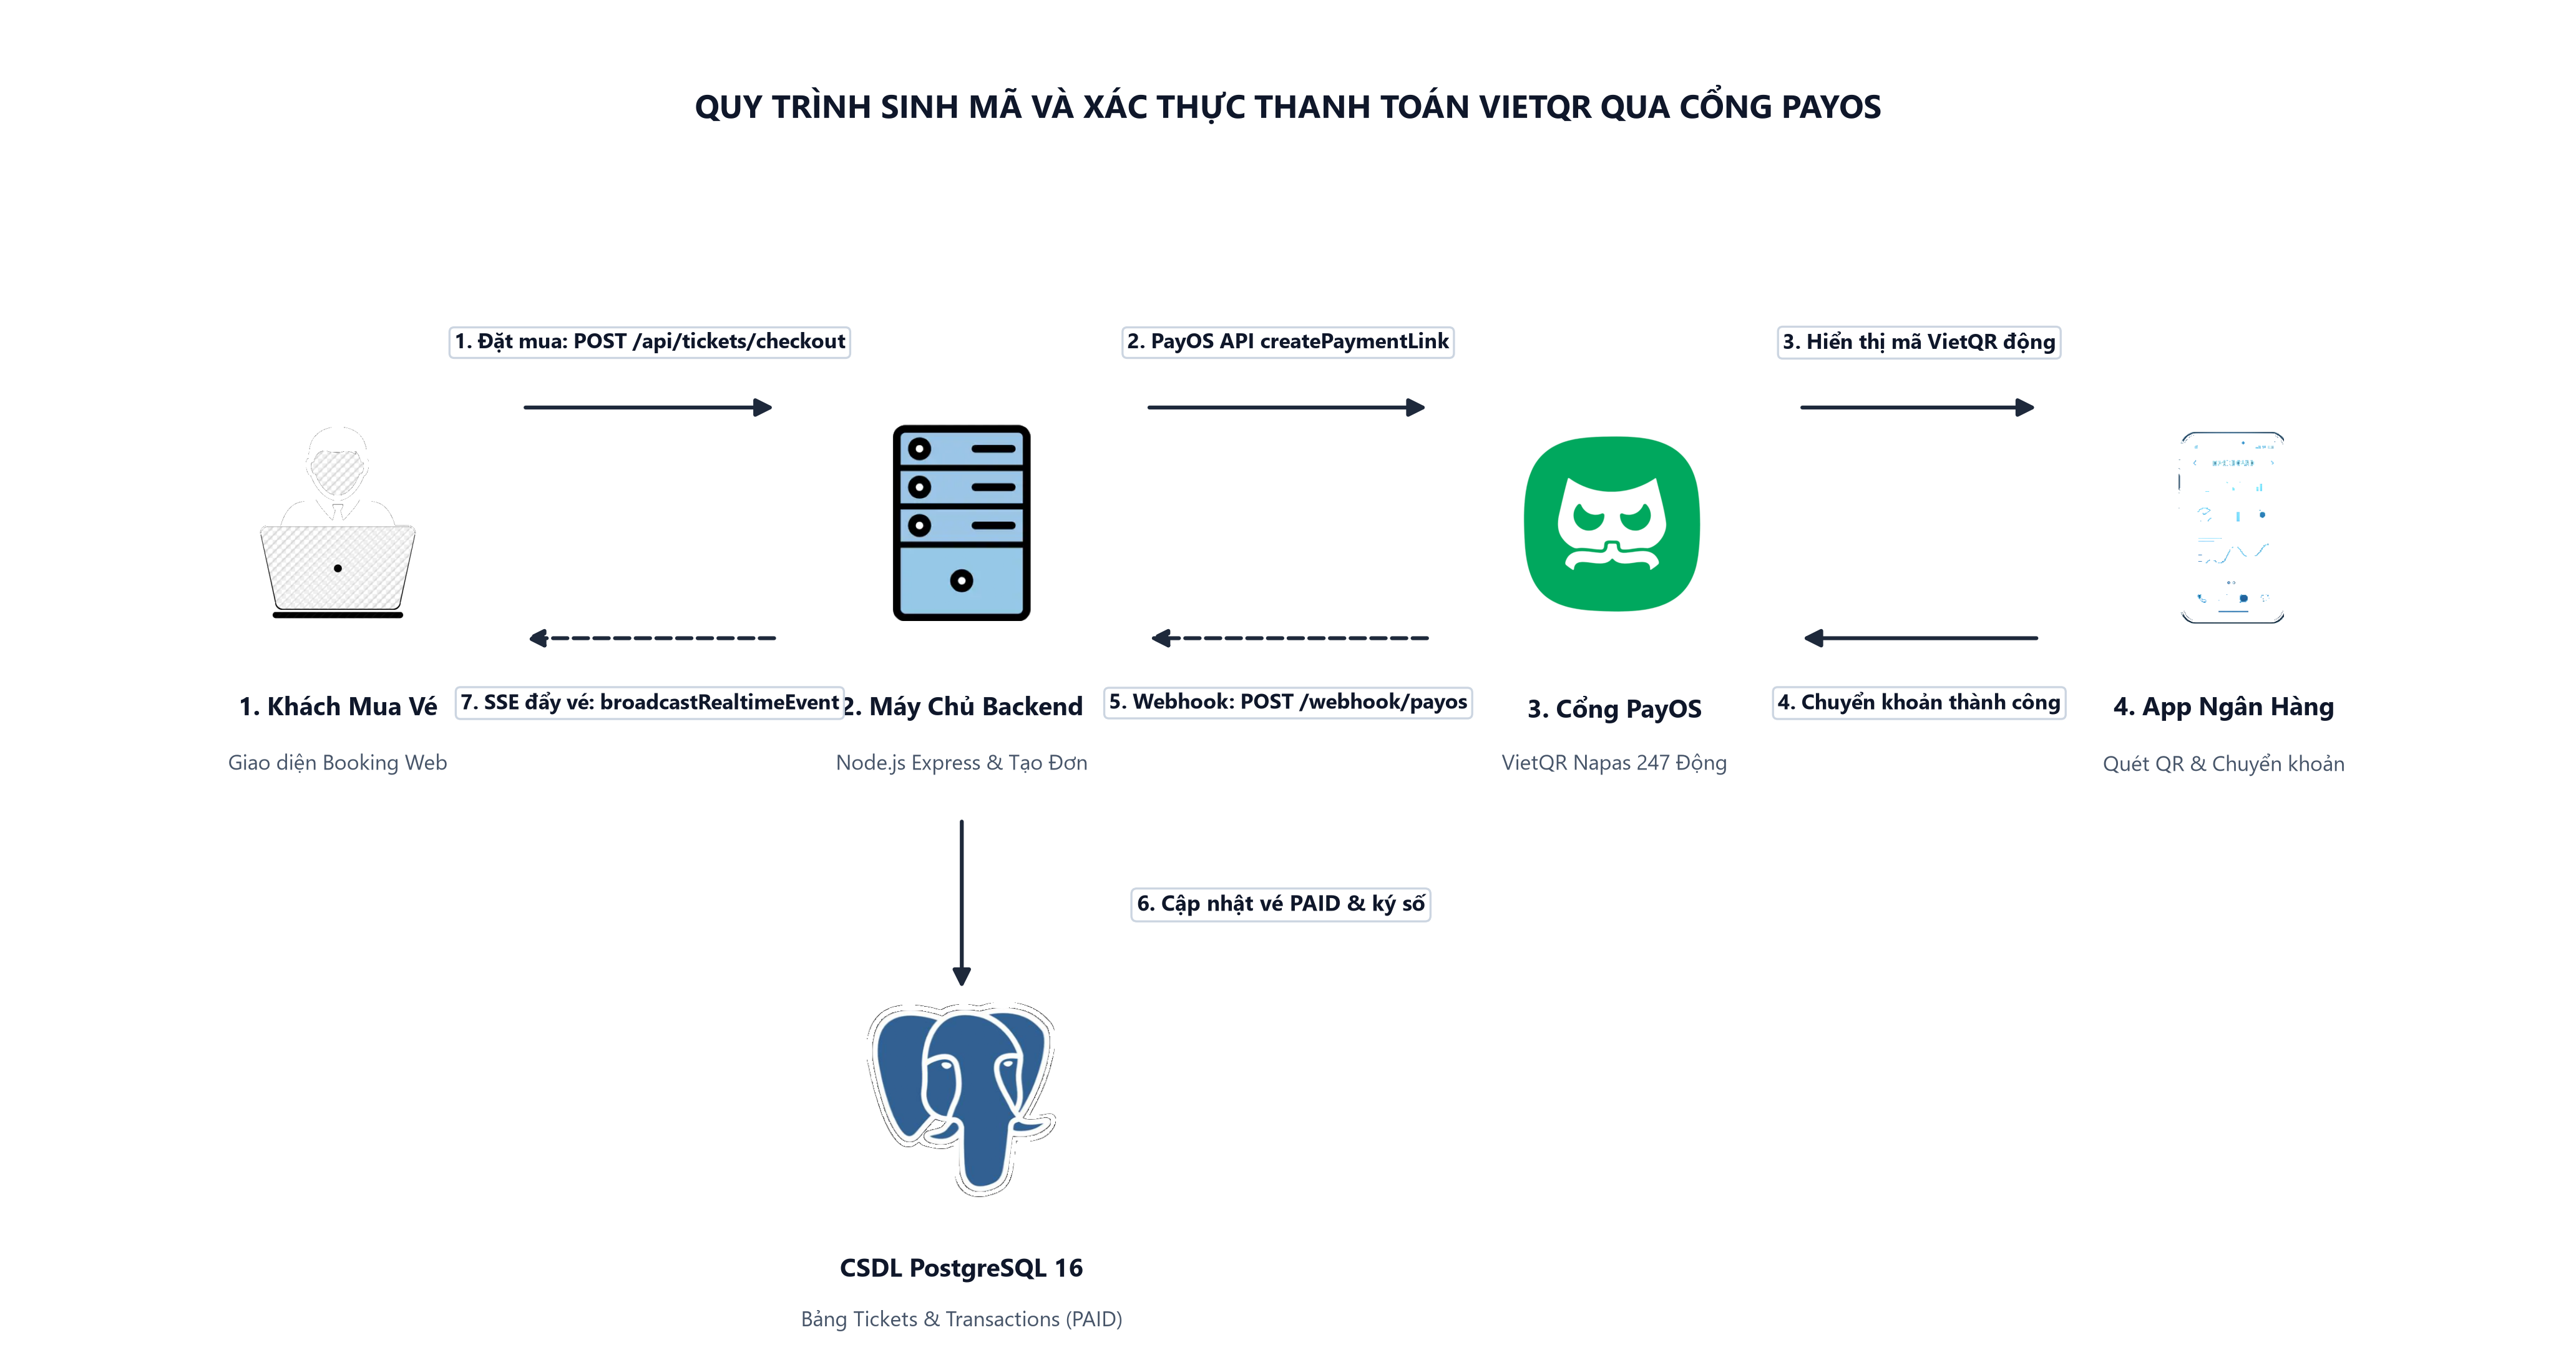 QUY TRÌNH SINH MÃ VÀ XÁC THỰC THANH TOÁN VIETQR QUA CỔNG PAYOS
1. Đặt mua: POST /api/tickets/checkout
2. PayOS API createPaymentLink
3. Hiển thị mã VietQR động
1. Khách Mua Vé
7. SSE đẩy vé: broadcastRealtimeEvent
2. Máy Chủ Backend
5. Webhook: POST /webhook/payos
3. Cổng PayOS
4. Chuyển khoản thành công
4. App Ngân Hàng
Giao diện Booking Web
Node.js Express & Tạo Đơn
VietQR Napas 247 Động
Quét QR & Chuyển khoản
6. Cập nhật vé PAID & ký số
CSDL PostgreSQL 16
Bảng Tickets & Transactions (PAID)